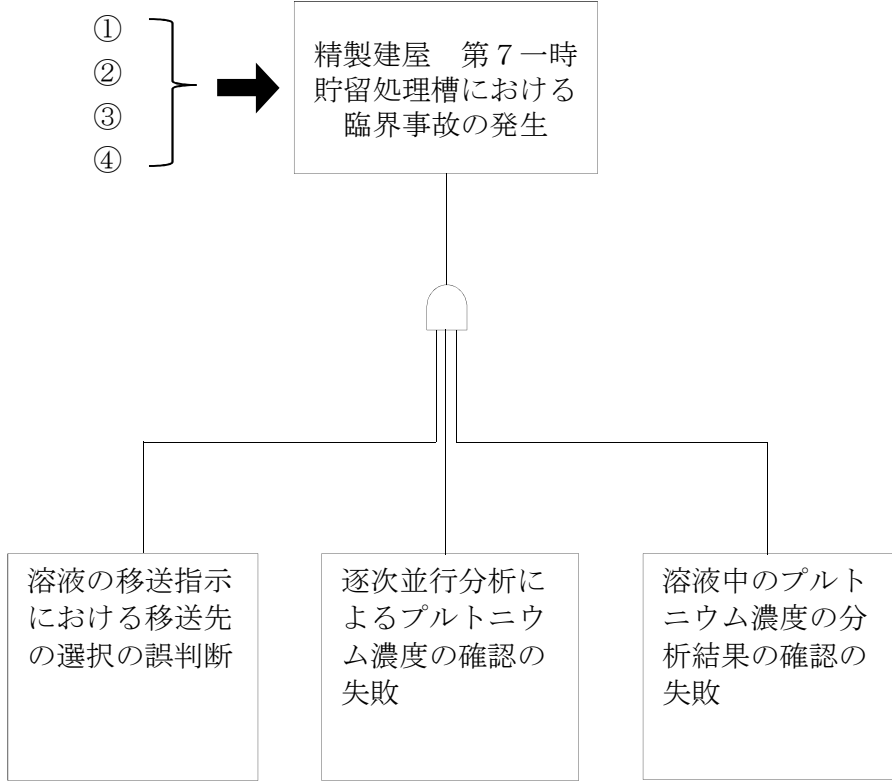 ①
②
③
④
精製建屋　第７一時
貯留処理槽における
臨界事故の発生
溶液の移送指示
における移送先
の選択の誤判断
逐次並行分析に
よるプルトニウ
ム濃度の確認の
失敗
溶液中のプルト
ニウム濃度の分
析結果の確認の
失敗